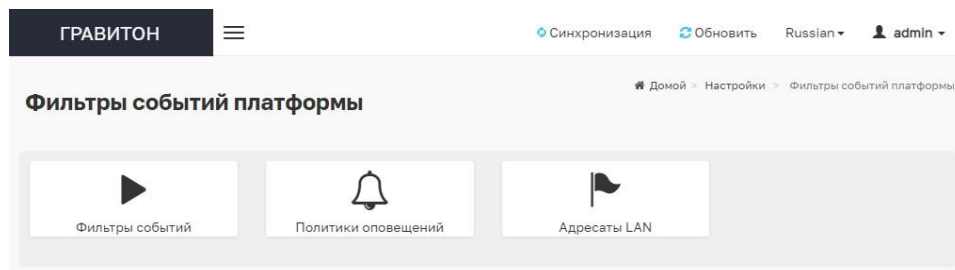 ГРАВИТОН Синхронизация Обновить Russian admin
Домой > Настройки > Фильтры событий платформы
Фильтры событий платформы
Фильтры событий Политики оповещений Адресаты LAN